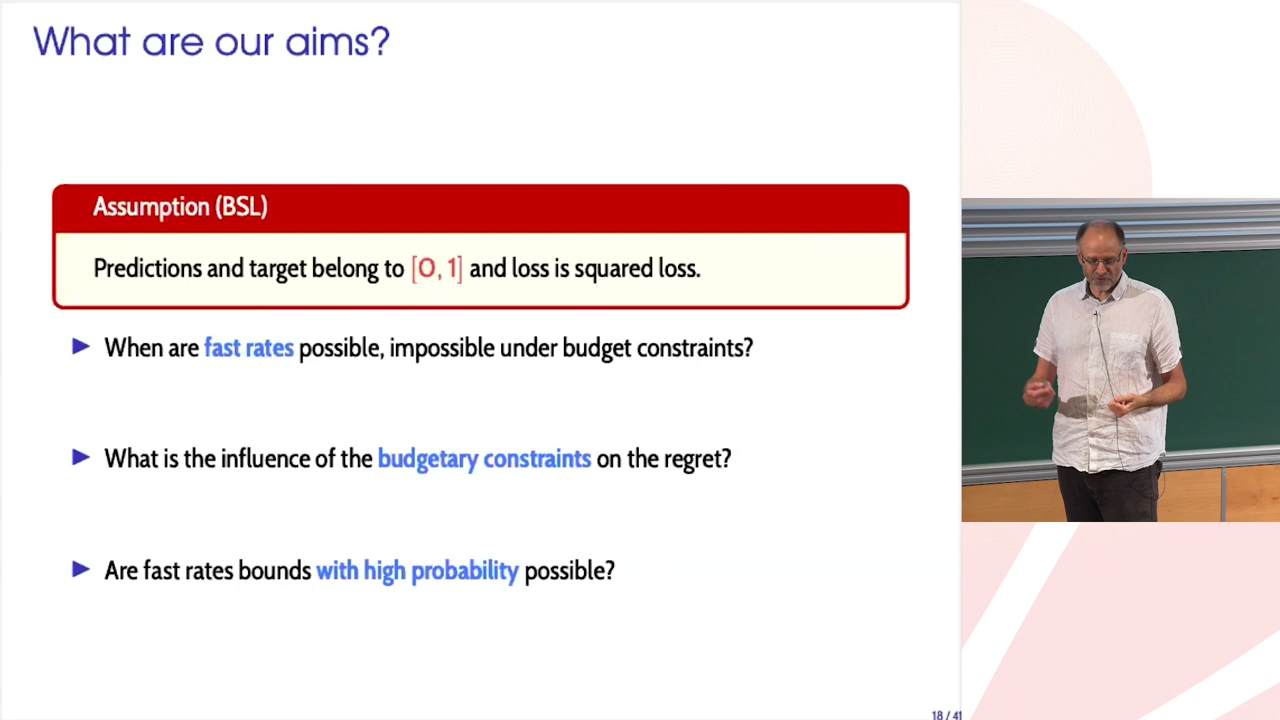 What are our aims?
Assumption (BSL)
Predictions and target belong to [0, 1] and loss is squared loss.
▶ When are fast rates possible, impossible under budget constraints?
▶ What is the influence of the budgetary constraints on the regret?
▶ Are fast rates bounds with high probability possible?
18 / 41